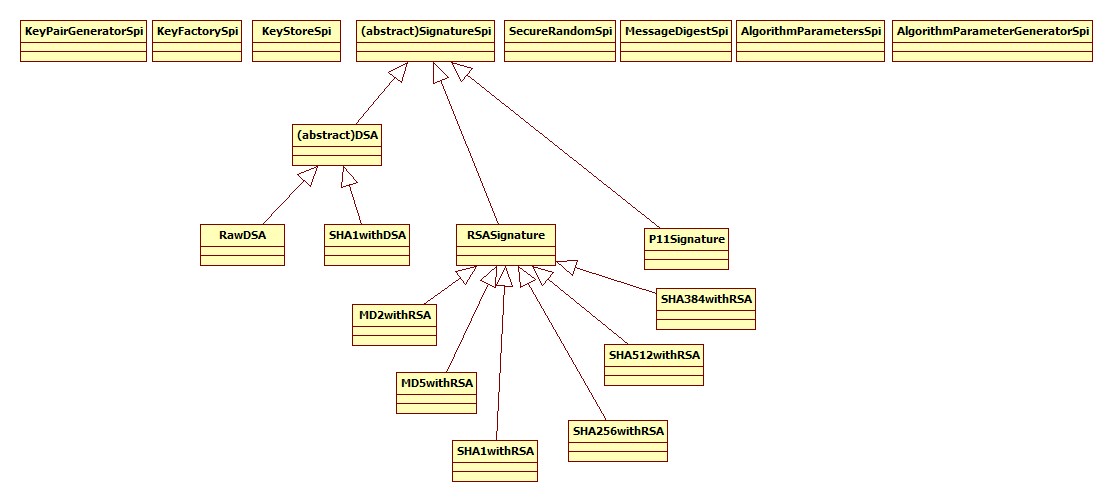 KeyPairGeneratorSpi
KeyFactorySpi
KeyStoreSpi
(abstract)SignatureSpi
SecureRandomSpi
MessageDigestSpi
AlgorithmParametersSpi
AlgorithmParameterGeneratorSpi
(abstract)DSA
RawDSA
SHA1withDSA
RSASignature
P11Signature
SHA384withRSA
MD2withRSA
SHA512withRSA
MD5withRSA
SHA256withRSA
SHA1withRSA